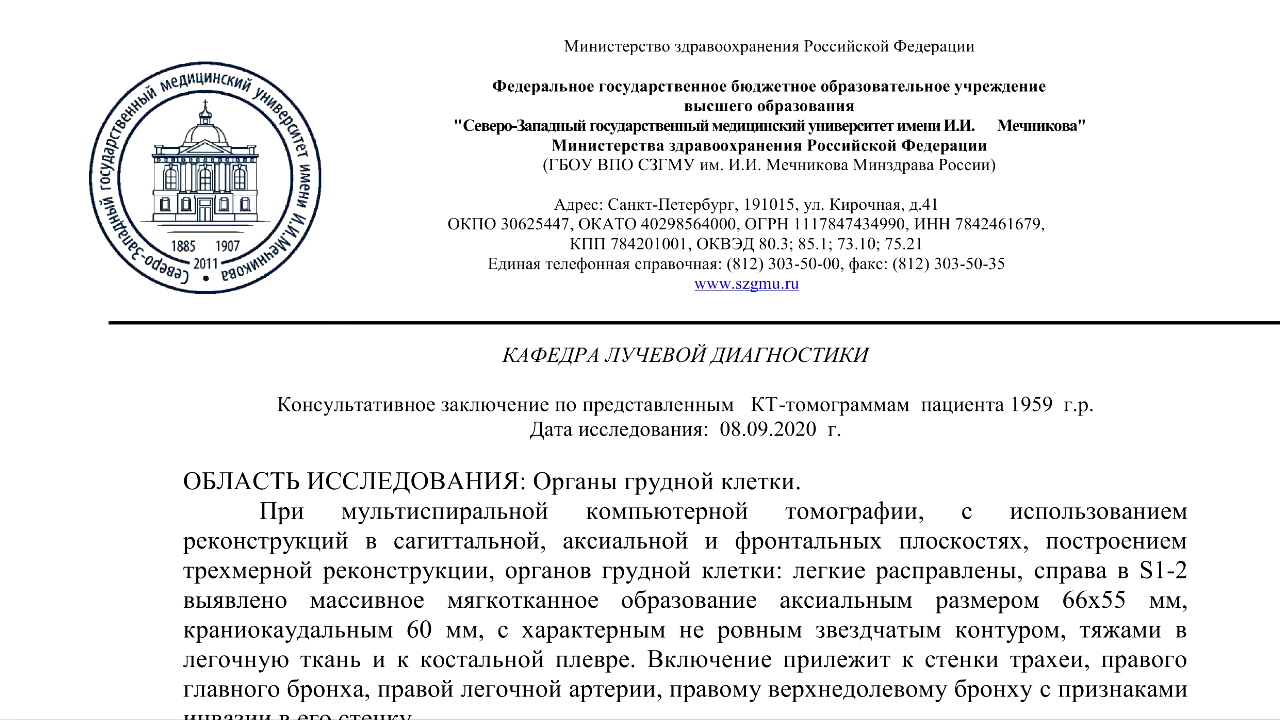 Министерство здравоохранения Российской Федерации
Федеральное государственное бюджетное образовательное учреждение
высшего образования
"Северо-Западный государственный медицинский университет имени И.И. Мечникова"
Министерства здравоохранения Российской Федерации
(ГБОУ ВПО СЗГМУ им. И.И. Мечникова Минздрава России)
Адрес: Санкт-Петербург, 191015, ул. Кирочная, д.41
ОКПО 30625447, ОКАТО 40298564000, ОГРН 1117847434990, ИНН 7842461679,
КПП 784201001, ОКВЭД 80.3; 85.1; 73.10; 75.21
Единая телефонная справочная: (812) 303-50-00, факс: (812) 303-50-35
www.szgmu.ru
Северо-Западный государственный медицинский университет имени И.И.Мечникова
1885 1907
2011
КАФЕДРА ЛУЧЕВОЙ ДИАГНОСТИКИ
Консультативное заключение по представленным КТ-томограммам пациента 1959 г.р.
Дата исследования: 08.09.2020 г.
ОБЛАСТЬ ИССЛЕДОВАНИЯ: Органы грудной клетки.
При мультиспиральной компьютерной томографии, с использованием
реконструкций в сагиттальной, аксиальной и фронтальных плоскостях, построением
трехмерной реконструкции, органов грудной клетки: легкие расправлены, справа в S1-2
выявлено массивное мягкотканное образование аксиальным размером 66х55 мм,
краниокаудальным 60 мм, с характерным не ровным звездчатым контуром, тяжами в
легочную ткань и к костальной плевре. Включение прилежит к стенки трахеи, правого
главного бронха, правой легочной артерии, правому верхнедолевому бронху с признаками
инвазии в его стенку.